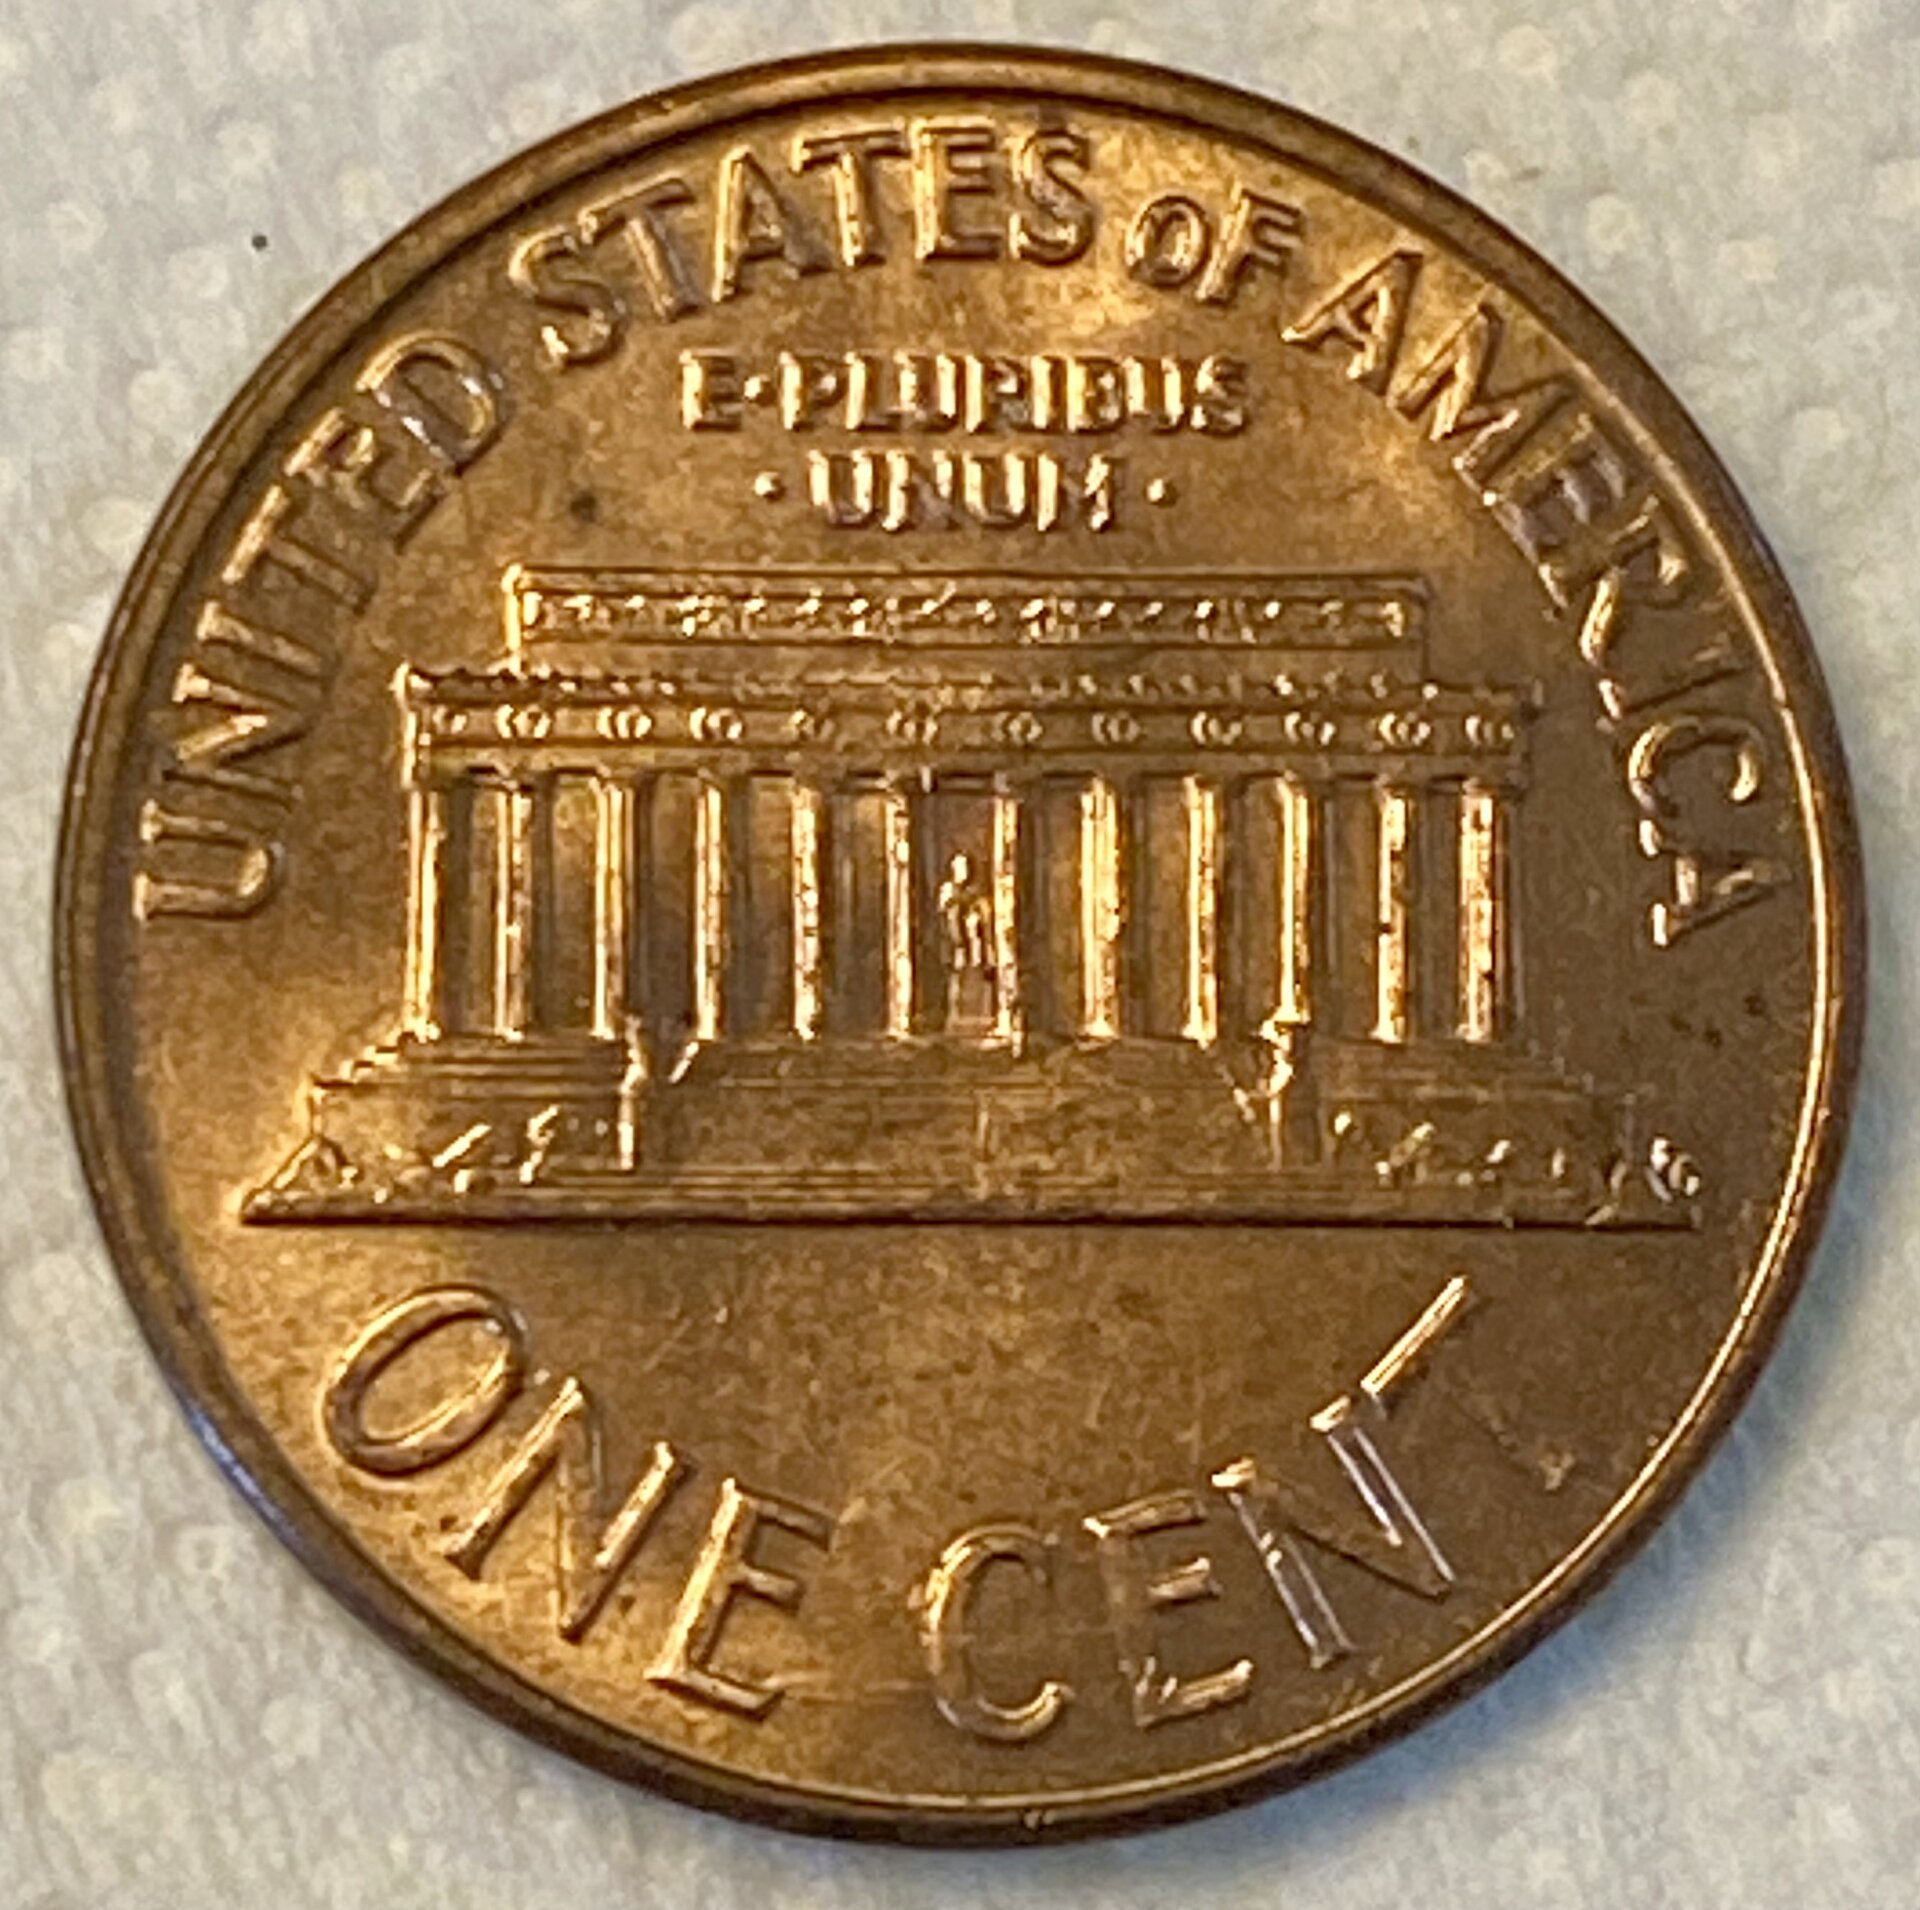 UNITED STATES OF AMERICA
E·PLURIBUS
·UNUM·
ONE CENT